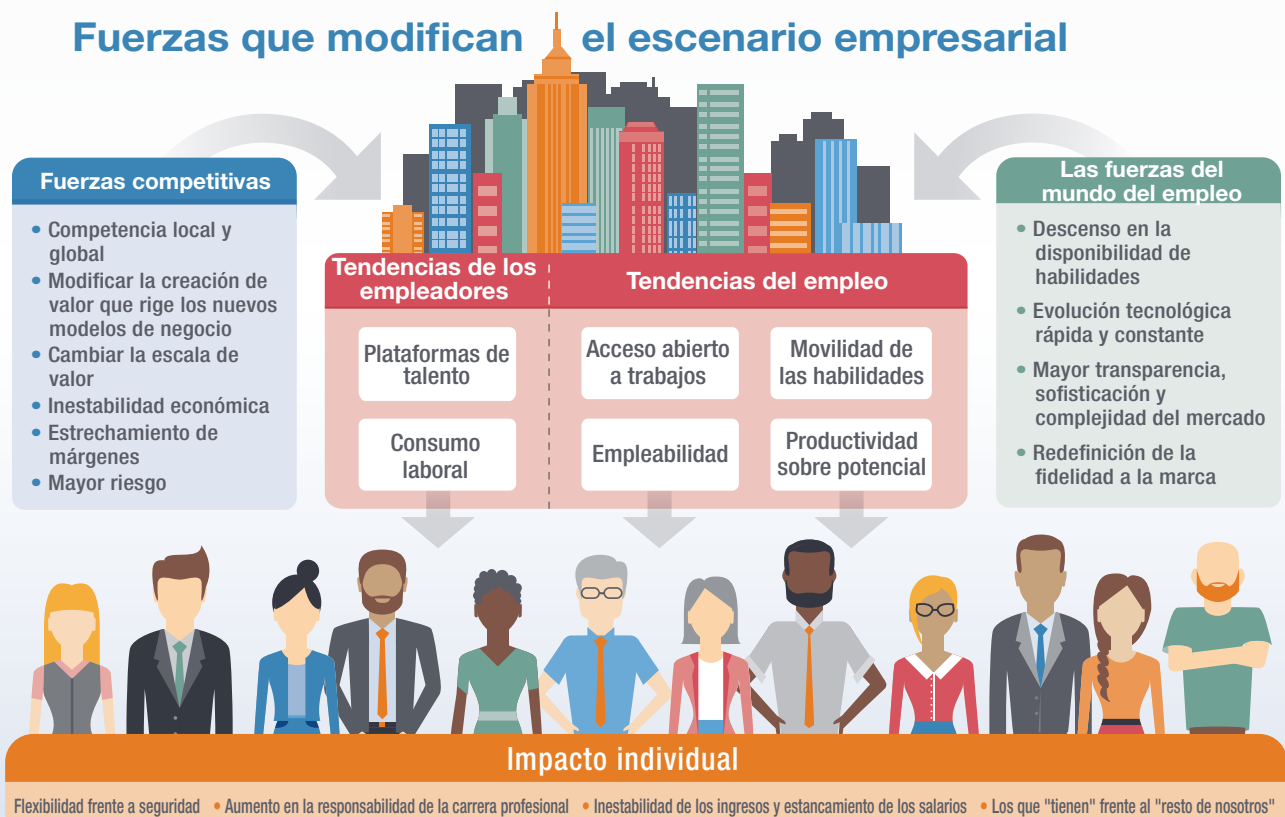 Fuerzas que modifican el escenario empresarial
Fuerzas competitivas
• Competencia local y
global
• Modificar la creación de
valor que rige los nuevos
modelos de negocio
• Cambiar la escala de
valor
• Inestabilidad económica
• Estrechamiento de
márgenes
• Mayor riesgo
Tendencias de los
empleadores
Plataformas de
talento
Consumo
laboral
Tendencias del empleo
Acceso abierto
a trabajos
Movilidad de
las habilidades
Empleabilidad
Productividad
sobre potencial
Las fuerzas del
mundo del empleo
• Descenso en la
disponibilidad de
habilidades
• Evolución tecnológica
rápida y constante
• Mayor transparencia,
sofisticación y
complejidad del mercado
• Redefinición de la
fidelidad a la marca
Impacto individual
Flexibilidad frente a seguridad • Aumento en la responsabilidad de la carrera profesional • Inestabilidad de los ingresos y estancamiento de los salarios • Los que "tienen" frente al "resto de nosotros"